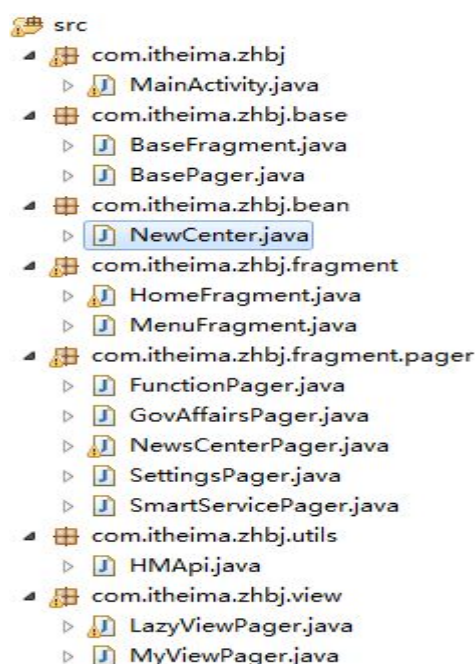 src
com.itheima.zhbj
MainActivity.java
com.itheima.zhbj.base
BaseFragment.java
BasePager.java
com.itheima.zhbj.bean
NewCenter.java
com.itheima.zhbj.fragment
HomeFragment.java
MenuFragment.java
com.itheima.zhbj.fragment.pager
FunctionPager.java
GovAffairsPager.java
NewsCenterPager.java
SettingsPager.java
SmartServicePager.java
com.itheima.zhbj.utils
HMApi.java
com.itheima.zhbj.view
LazyViewPager.java
MyViewPager.java